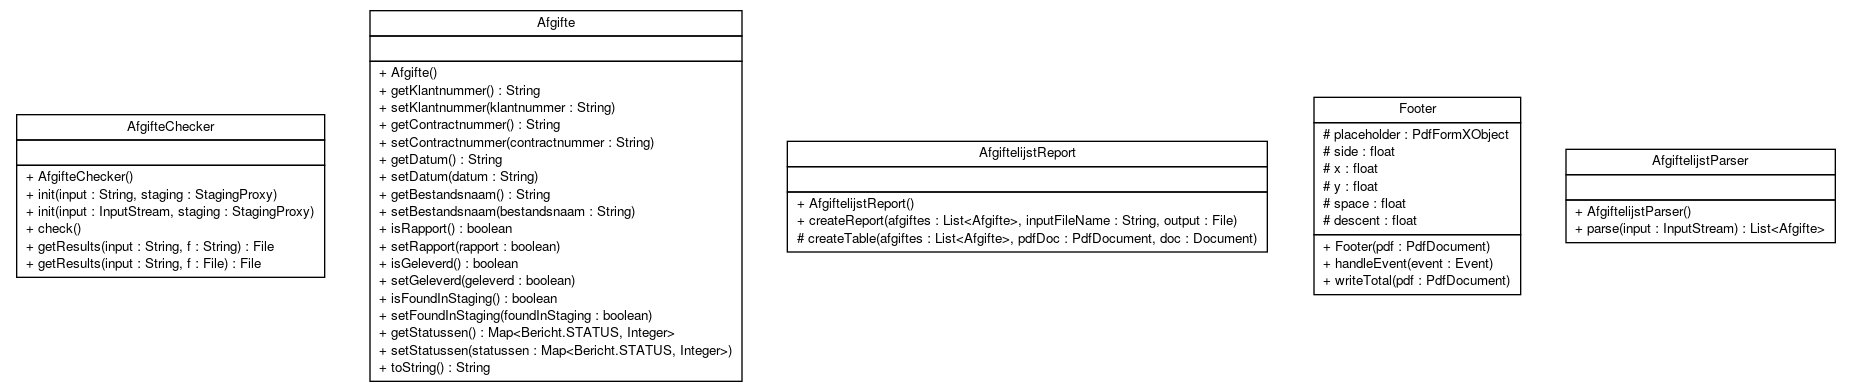 AfgifteChecker
+ AfgifteChecker()
+ init(input : String, staging : StagingProxy)
+ init(input : InputStream, staging : StagingProxy)
+ check()
+ getResults(input : String, f : String) : File
+ getResults(input : String, f : File) : File
Afgifte
+ Afgifte()
+ getKlantnummer() : String
+ setKlantnummer(klantnummer : String)
+ getContractnummer() : String
+ setContractnummer(contractnummer : String)
+ getDatum() : String
+ setDatum(datum : String)
+ getBestandsnaam() : String
+ setBestandsnaam(bestandsnaam : String)
+ isRapport() : boolean
+ setRapport(rapport : boolean)
+ isGeleverd() : boolean
+ setGeleverd(geleverd : boolean)
+ isFoundInStaging() : boolean
+ setFoundInStaging(foundInStaging : boolean)
+ getStatussen() : Map<Bericht.STATUS, Integer>
+ setStatussen(statussen : Map<Bericht.STATUS, Integer>)
+ toString() : String
AfgiftelijstReport
+ AfgiftelijstReport()
+ createReport(afgiftes : List<Afgifte>, inputFileName : String, output : File)
# createTable(afgiftes : List<Afgifte>, pdfDoc : PdfDocument, doc : Document)
Footer
# placeholder : PdfFormXObject
# side : float
# x : float
# y : float
# space : float
# descent : float
+ Footer(pdf : PdfDocument)
+ handleEvent(event : Event)
+ writeTotal(pdf : PdfDocument)
AfgiftelijstParser
+ AfgiftelijstParser()
+ parse(input : InputStream) : List<Afgifte>